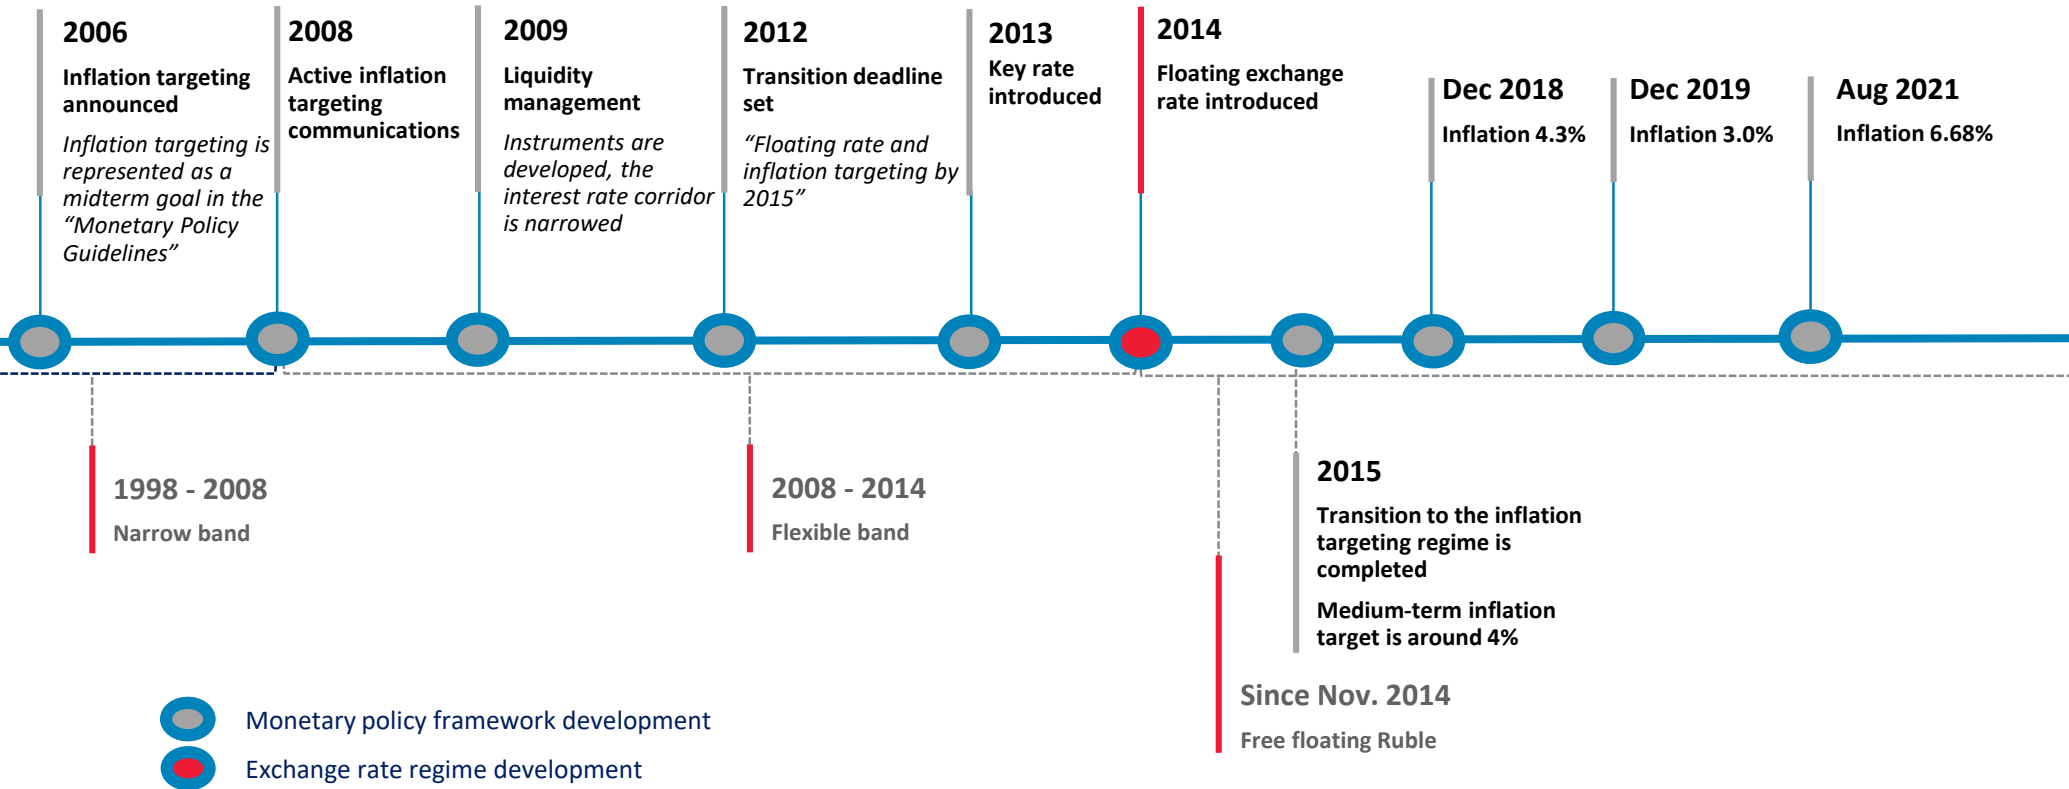 2006
Inflation targeting
announced
Inflation targeting is
represented as a
midterm goal in the
“Monetary Policy
Guidelines”
2008
Active inflation
targeting
communications
2009
Liquidity
management
Instruments are
developed, the
interest rate corridor
is narrowed
2012
Transition deadline
set
“Floating rate and
inflation targeting by
2015”
2013
Key rate
introduced
2014
Floating exchange
rate introduced
Dec 2018
Inflation 4.3%
Dec 2019
Inflation 3.0%
Aug 2021
Inflation 6.68%
1998 - 2008
Narrow band
2008 - 2014
Flexible band
2015
Transition to the inflation
targeting regime is
completed
Medium-term inflation
target is around 4%
Since Nov. 2014
Free floating Ruble
Monetary policy framework development
Exchange rate regime development